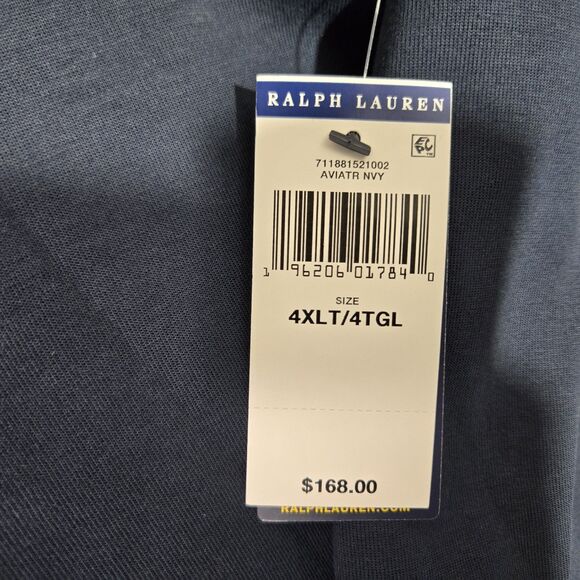 RALPH LAUREN
711881521002
AVIATR NVY
1 96206 01784 0
SIZE
4XLT/4TGL
$168.00
RALPHLAUREN.COM